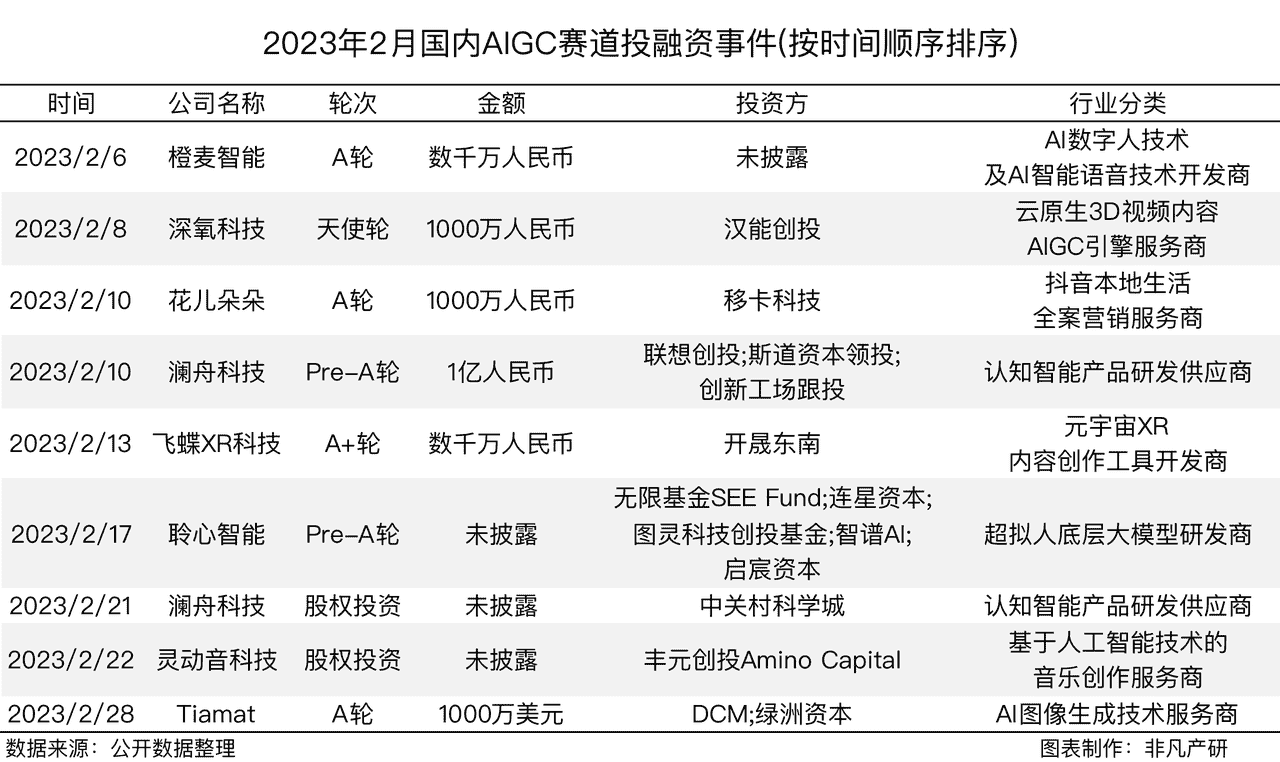 2023年2月国内AIGC赛道投融资事件(按时间顺序排序)
时间 公司名称 轮次 金额 投资方 行业分类
2023/2/6 橙麦智能 A轮 数千万人民币 未披露 AI数字人技术
及AI智能语音技术开发商
2023/2/8 深氧科技 天使轮 1000万人民币 汉能创投 云原生3D视频内容
AIGC引擎服务商
2023/2/10 花儿朵朵 A轮 1000万人民币 移卡科技 抖音本地生活
全案营销服务商
2023/2/10 澜舟科技 Pre-A轮 1亿人民币 联想创投;斯道资本领投;
创新工场跟投 认知智能产品研发供应商
2023/2/13 飞蝶XR科技 A+轮 数千万人民币 开晟东南 元宇宙XR
内容创作工具开发商
2023/2/17 聆心智能 Pre-A轮 未披露 无限基金SEE Fund;连星资本;
图灵科技创投基金;智谱AI;
启宸资本 超拟人底层大模型研发商
2023/2/21 澜舟科技 股权投资 未披露 中关村科学城 认知智能产品研发供应商
2023/2/22 灵动音科技 股权投资 未披露 丰元创投Amino Capital 基于人工智能技术的
音乐创作服务商
2023/2/28 Tiamat A轮 1000万美元 DCM;绿洲资本 AI图像生成技术服务商
数据来源：公开数据整理 图表制作：非凡产研